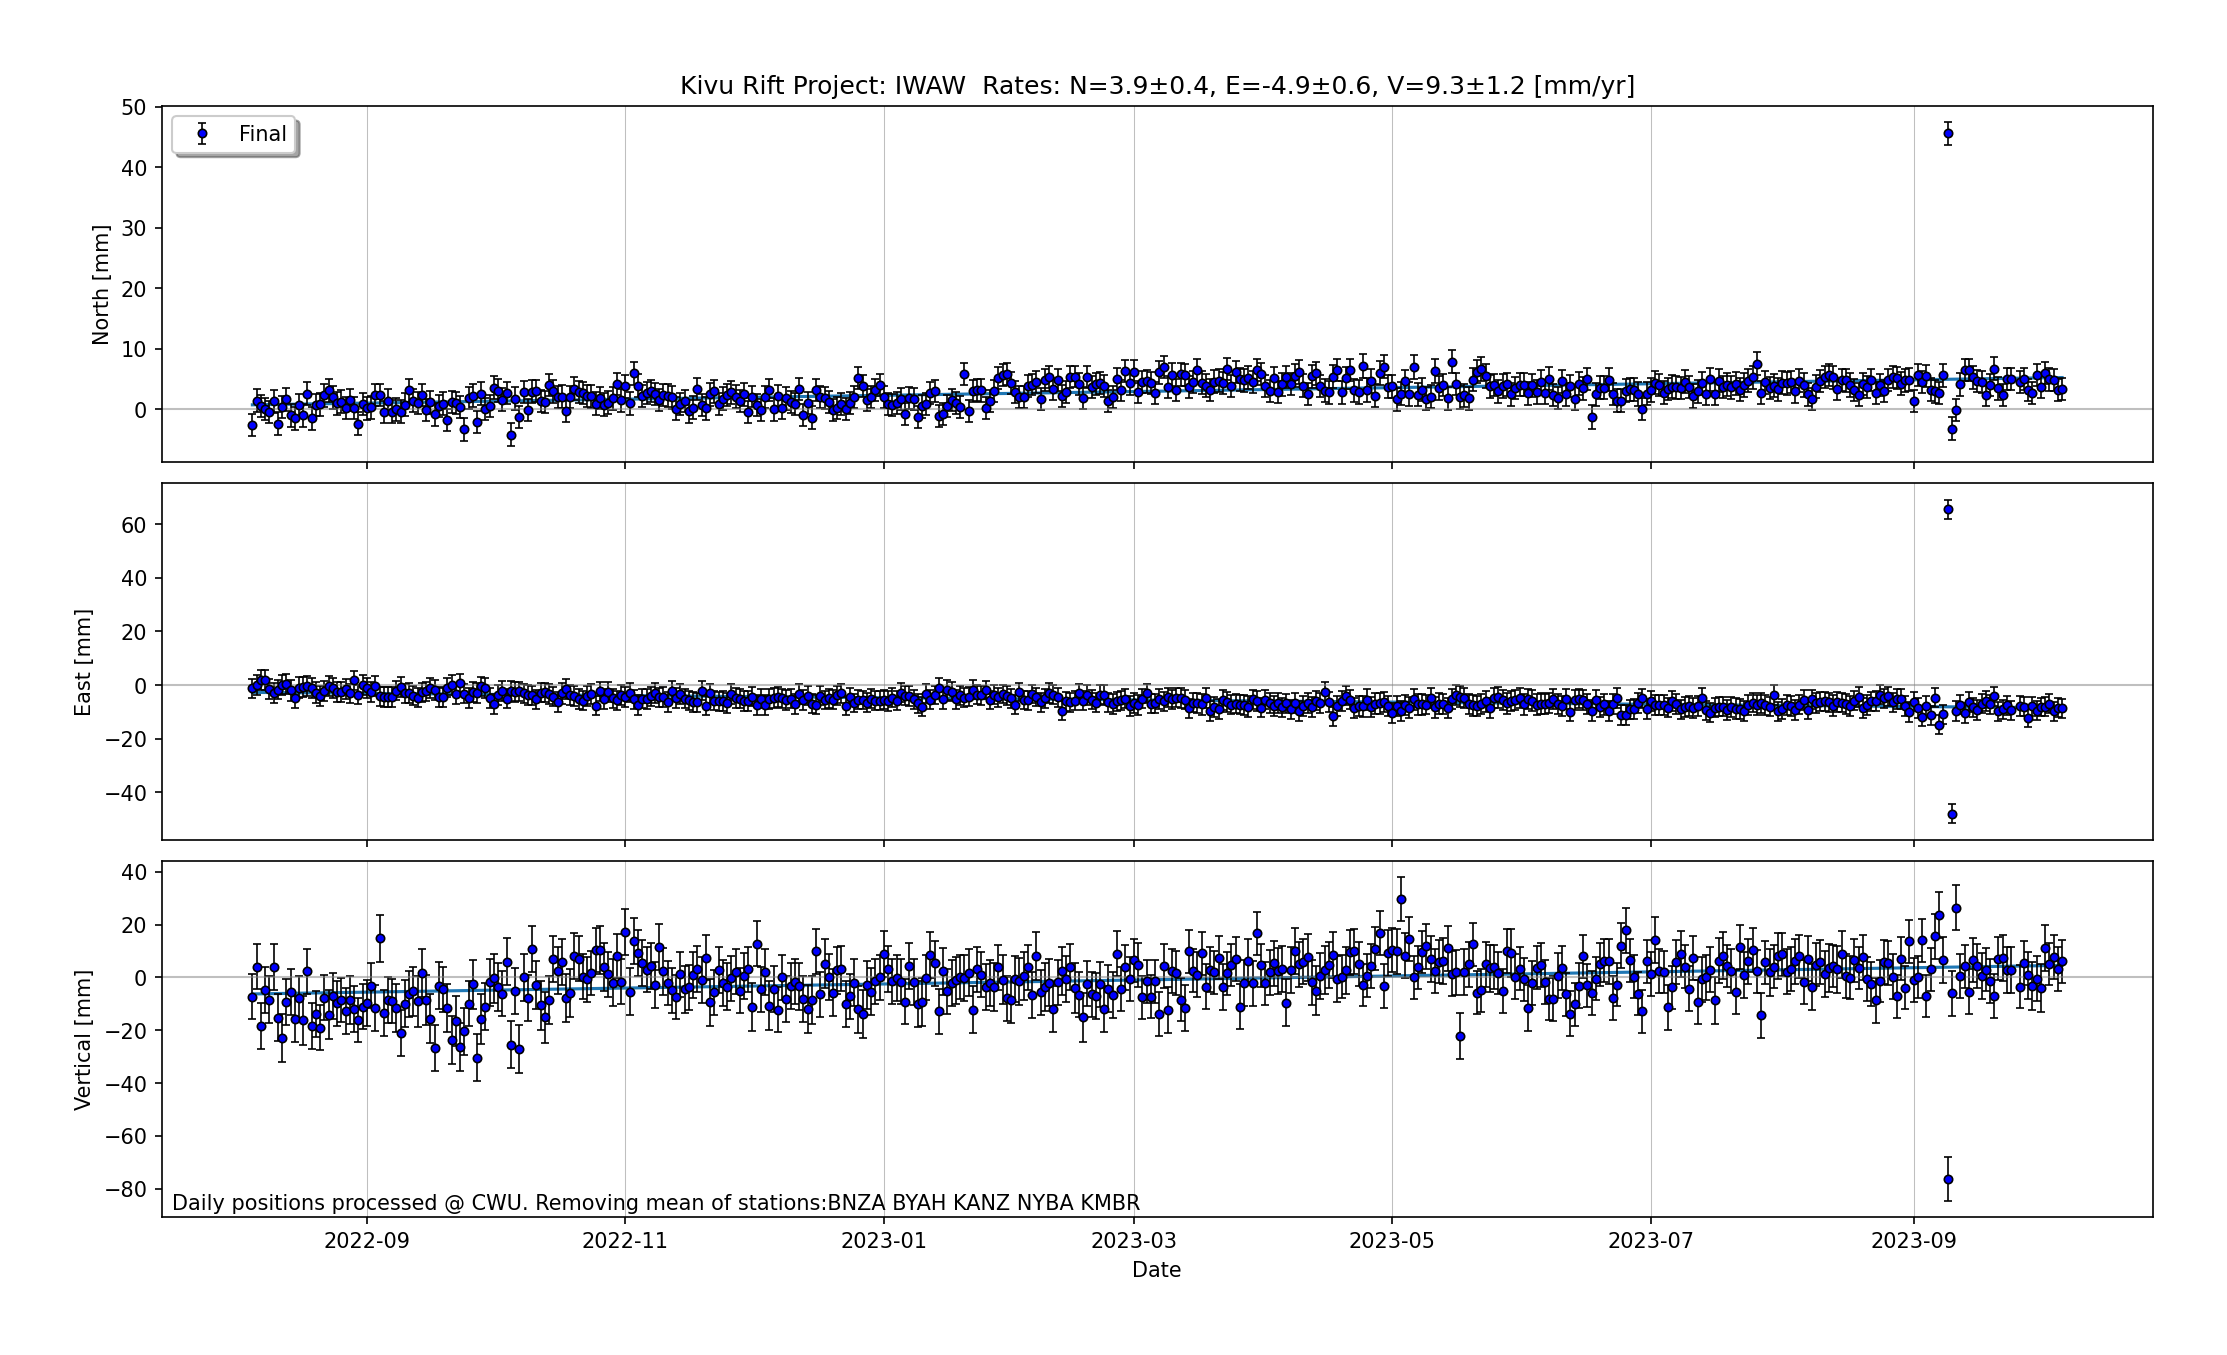 Kivu Rift Project: IWAW  Rates: N=3.9±0.4, E=-4.9±0.6, V=9.3±1.2 [mm/yr]
Final
50
40
30
20
10
0
North [mm]
60
40
20
0
−20
−40
East [mm]
40
20
0
−20
−40
−60
−80
Vertical [mm]
Daily positions processed @ CWU. Removing mean of stations:BNZA BYAH KANZ NYBA KMBR
2022-09 2022-11 2023-01 2023-03 2023-05 2023-07 2023-09
Date